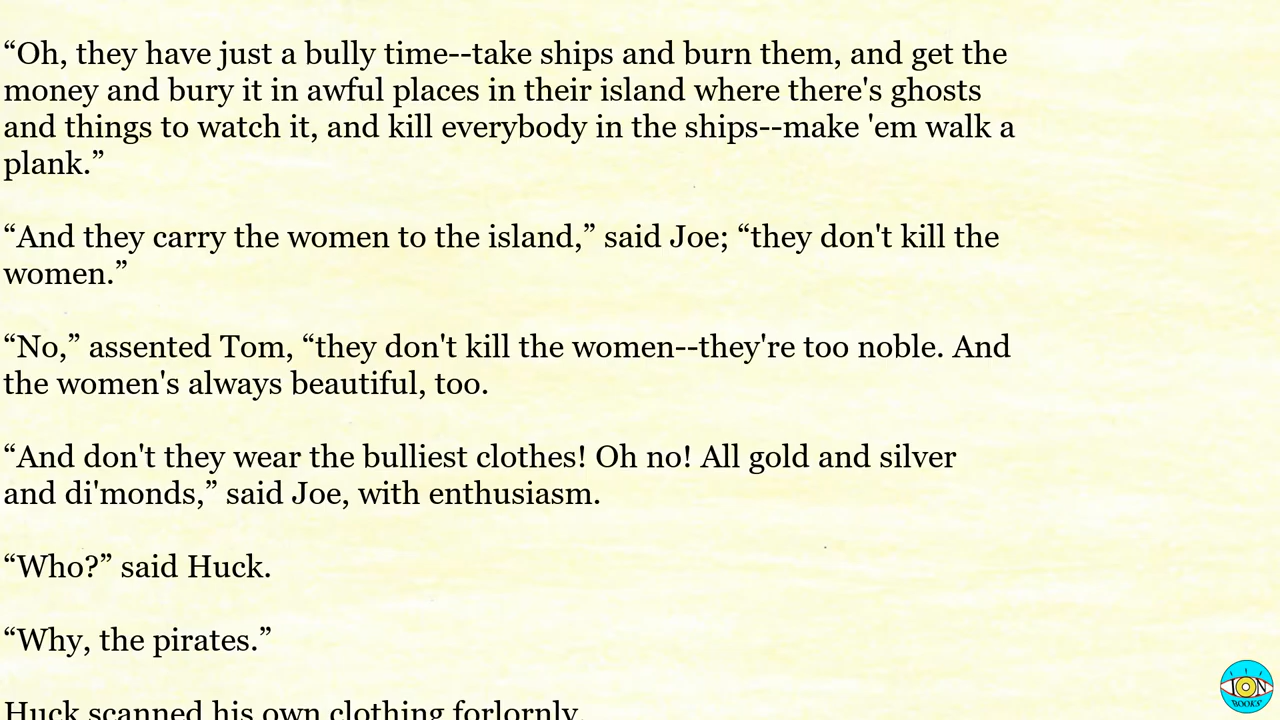 “Oh, they have just a bully time--take ships and burn them, and get the
money and bury it in awful places in their island where there's ghosts
and things to watch it, and kill everybody in the ships--make 'em walk a
plank.”
“And they carry the women to the island,” said Joe; “they don't kill the
women.”
“No,” assented Tom, “they don't kill the women--they're too noble. And
the women's always beautiful, too.
“And don't they wear the bulliest clothes! Oh no! All gold and silver
and di'monds,” said Joe, with enthusiasm.
“Who?” said Huck.
“Why, the pirates.”
Huck scanned his own clothing forlornly.
ION
BOOKS